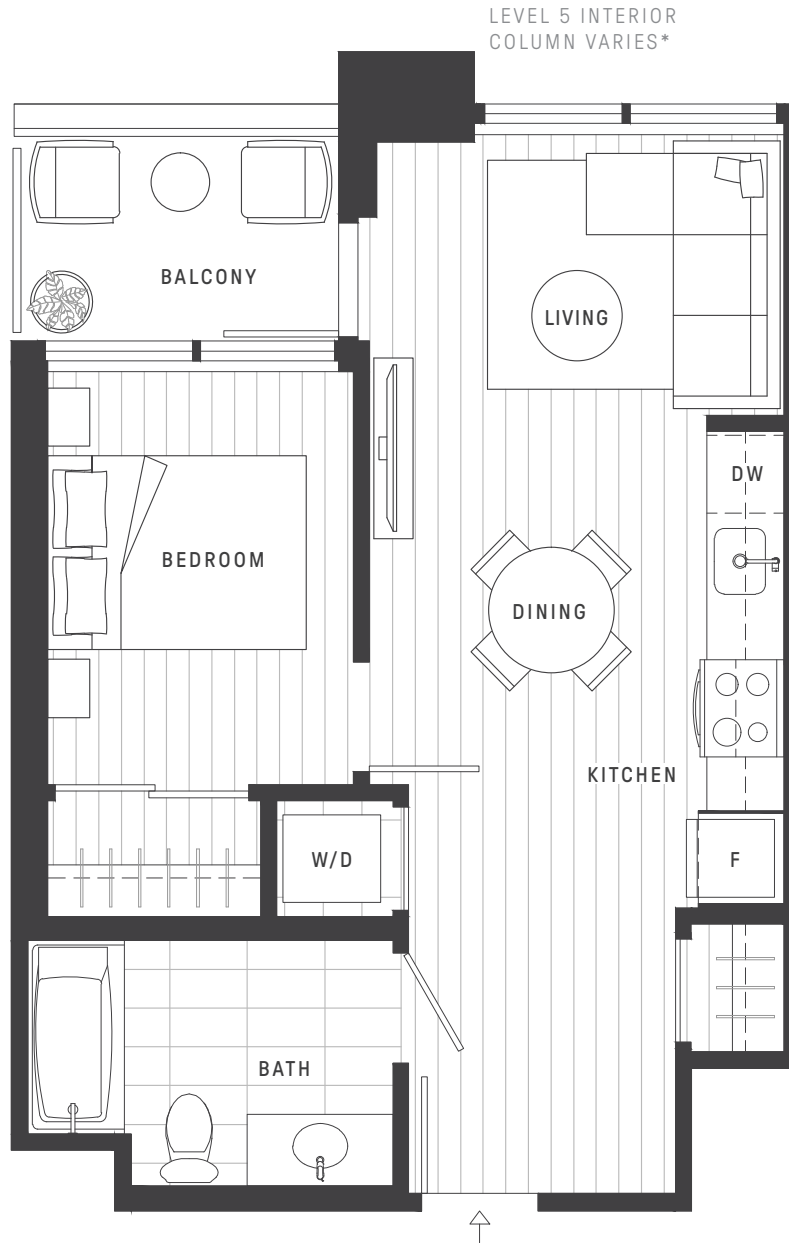 LEVEL 5 INTERIOR
COLUMN VARIES*
BALCONY
LIVING
DW
BEDROOM
DINING
KITCHEN
W/D
F
BATH